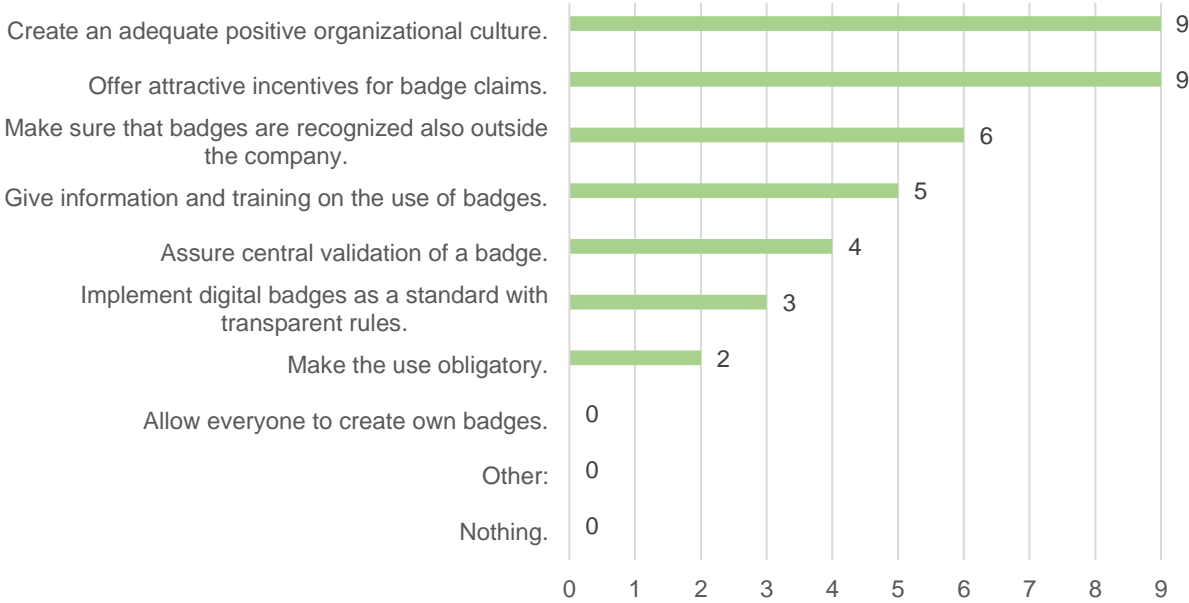 Create an adequate positive organizational culture.
9
Offer attractive incentives for badge claims.
9
Make sure that badges are recognized also outside
the company.
6
Give information and training on the use of badges.
5
Assure central validation of a badge.
4
Implement digital badges as a standard with
transparent rules.
3
Make the use obligatory.
2
Allow everyone to create own badges.
0
Other:
0
Nothing.
0
0 1 2 3 4 5 6 7 8 9